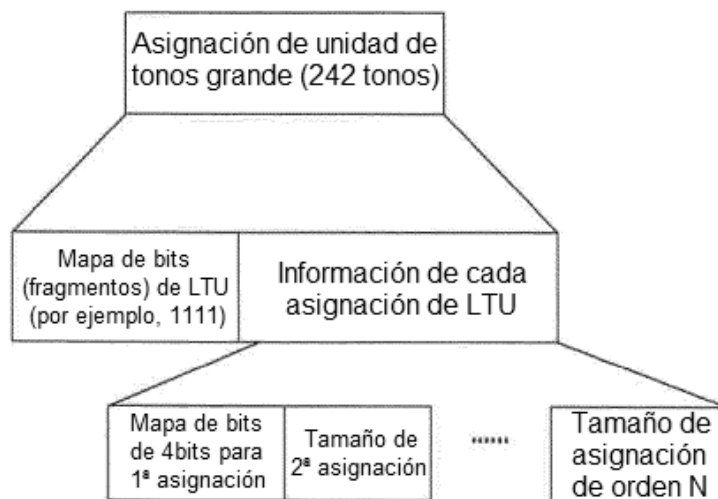 Asignación de unidad de
tonos grande (242 tonos)
Mapa de bits
(fragmentos) de LTU
(por ejemplo, 1111)
Información de cada
asignación de LTU
Mapa de bits
de 4bits para
1ª asignación
Tamaño de
2ª asignación
......
Tamaño de
asignación
de orden N